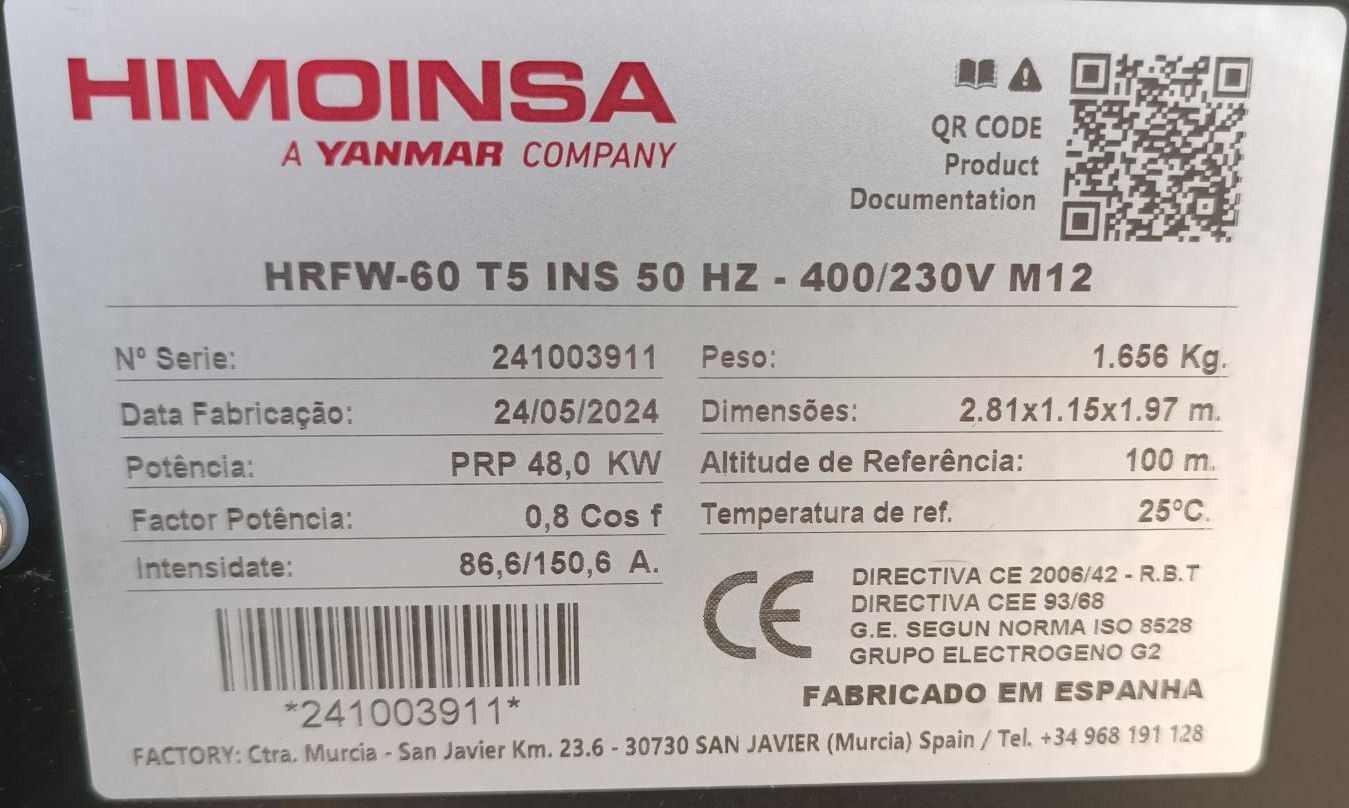 HIMOINSA
A YANMAR COMPANY
QR CODE
Product
Documentation
HRFW-60 T5 INS 50 HZ - 400/230V M12
Nº Serie: 241003911
Peso: 1.656 Kg.
Data Fabricação: 24/05/2024
Dimensões: 2.81x1.15x1.97 m.
Potência: PRP 48,0 KW
Altitude de Referência: 100 m.
Factor Potência: 0,8 Cos f
Temperatura de ref. 25ºC.
Intensidate: 86,6/150,6 A.
CE
DIRECTIVA CE 2006/42 - R.B.T
DIRECTIVA CEE 93/68
G.E. SEGUN NORMA ISO 8528
GRUPO ELECTROGENO G2
*241003911*
FABRICADO EM ESPANHA
FACTORY: Ctra. Murcia - San Javier Km. 23.6 - 30730 SAN JAVIER (Murcia) Spain / Tel. +34 968 191 128